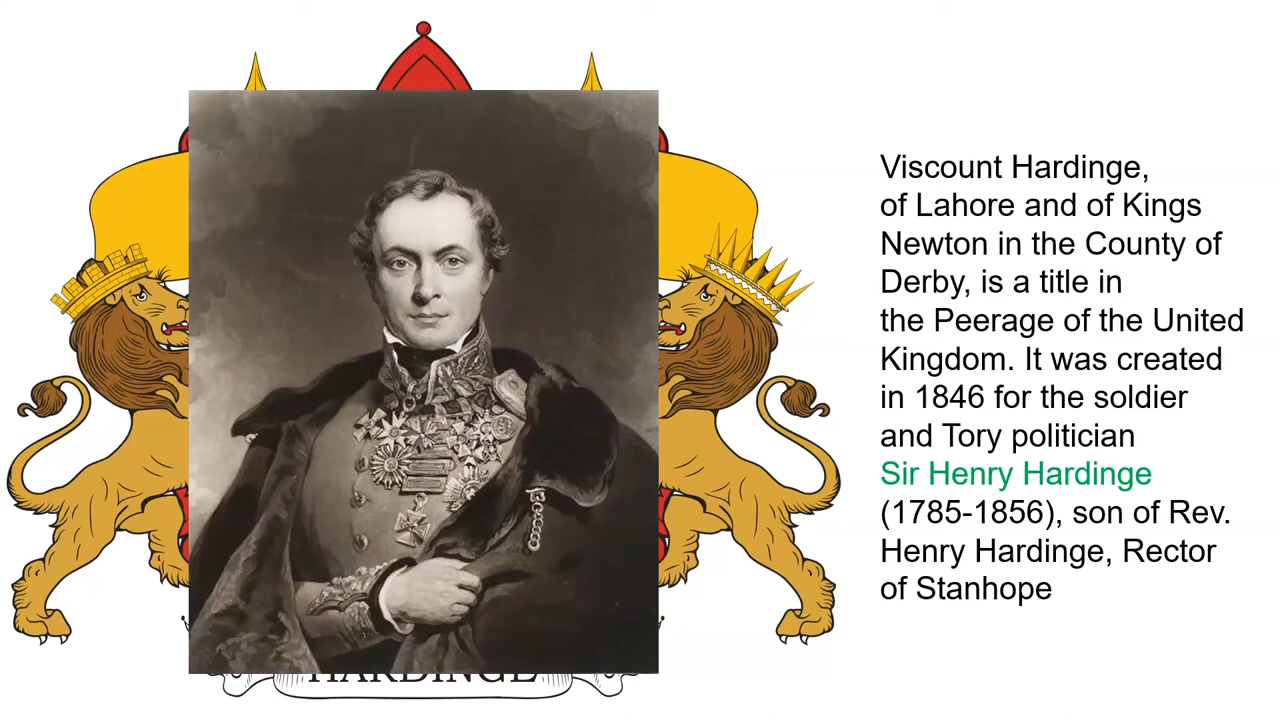 Viscount Hardinge,
of Lahore and of Kings
Newton in the County of
Derby, is a title in
the Peerage of the United
Kingdom. It was created
in 1846 for the soldier
and Tory politician
Sir Henry Hardinge
(1785-1856), son of Rev.
Henry Hardinge, Rector
of Stanhope
HARDINGE